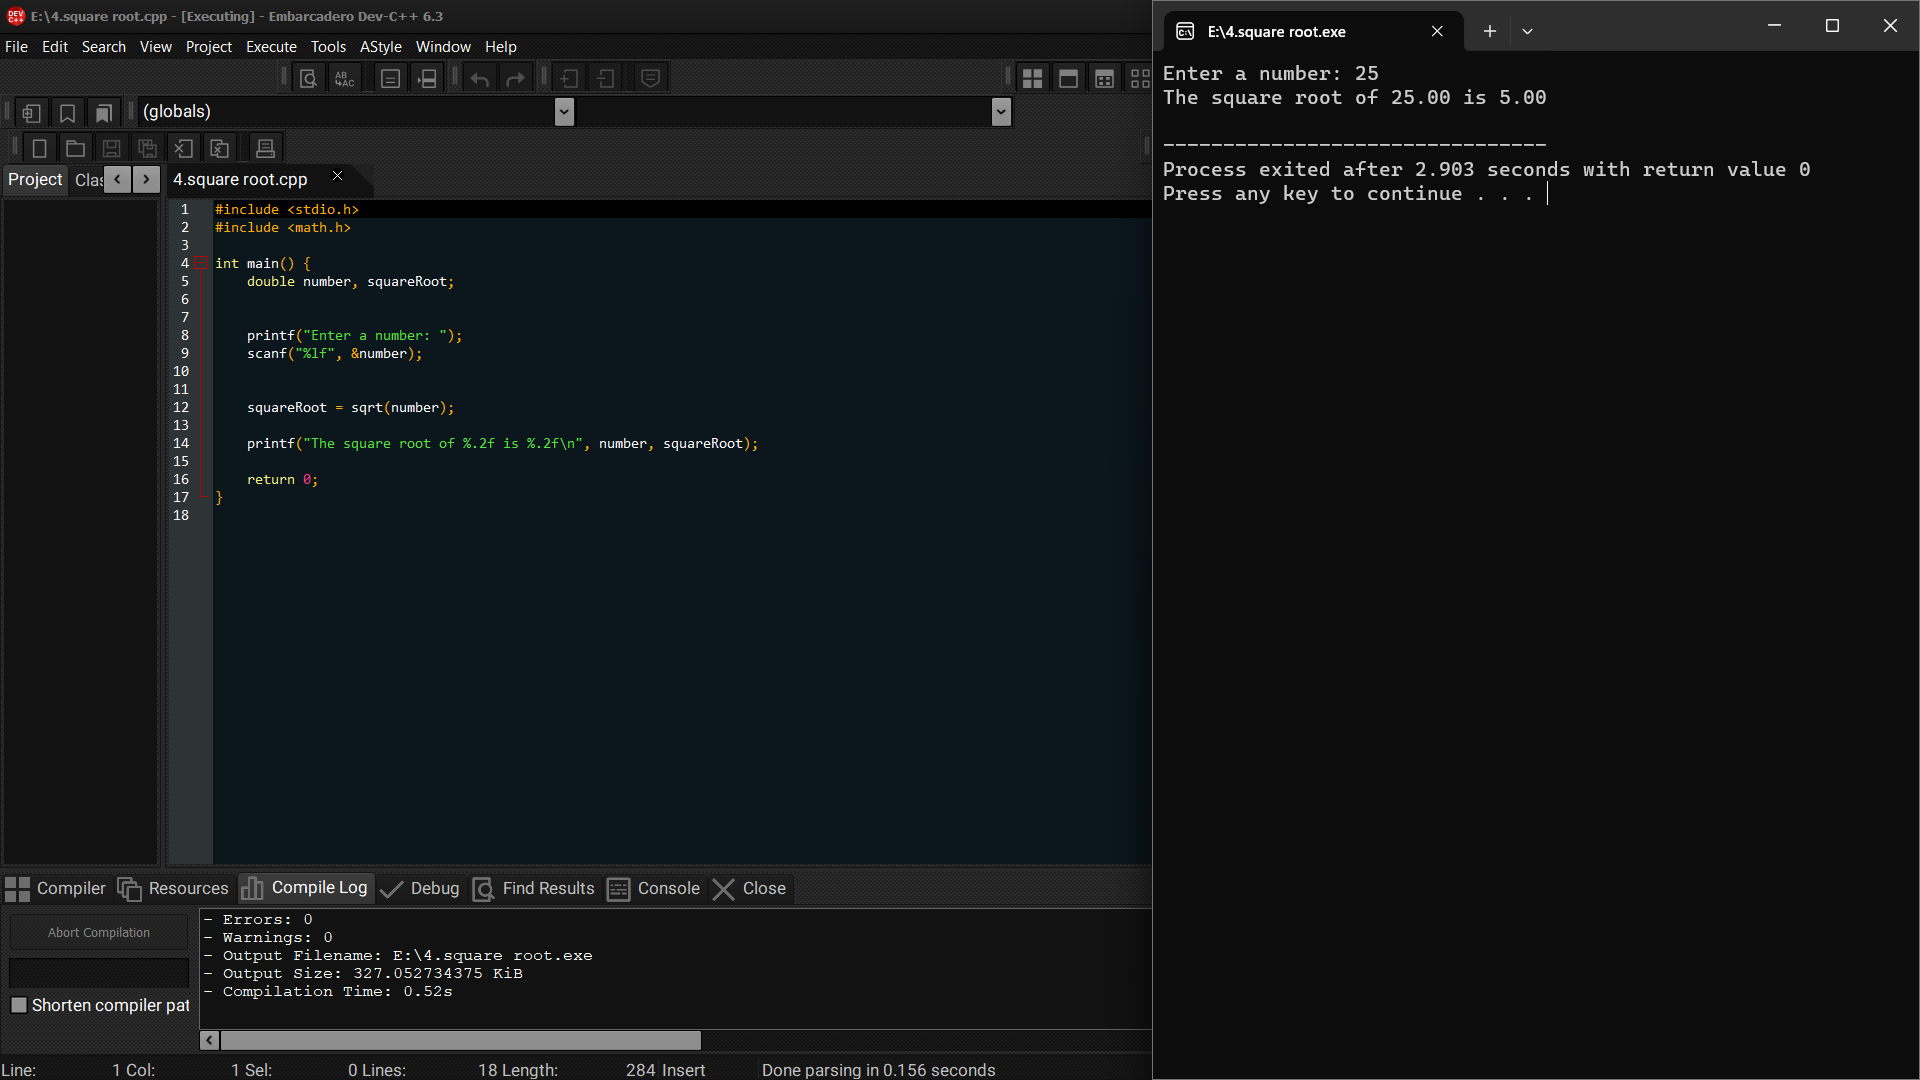 E:\4.square root.cpp - [Executing] - Embarcadero Dev-C++ 6.3
File Edit Search View Project Execute Tools AStyle Window Help
(globals)
Project Clas
4.square root.cpp
1 #include <stdio.h>
2 #include <math.h>
3
4 int main() {
5 double number, squareRoot;
6
7
8 printf("Enter a number: ");
9 scanf("%lf", &number);
10
11
12 squareRoot = sqrt(number);
13
14 printf("The square root of %.2f is %.2f\n", number, squareRoot);
15
16 return 0;
17 }
18
Compiler Resources Compile Log Debug Find Results Console Close
Abort Compilation
Shorten compiler pat
- Errors: 0
- Warnings: 0
- Output Filename: E:\4.square root.exe
- Output Size: 327.052734375 KiB
- Compilation Time: 0.52s
Line: 1 Col: 1 Sel: 0 Lines: 18 Length: 284 Insert Done parsing in 0.156 seconds
E:\4.square root.exe
Enter a number: 25
The square root of 25.00 is 5.00
--------------------------------
Process exited after 2.903 seconds with return value 0
Press any key to continue . . .